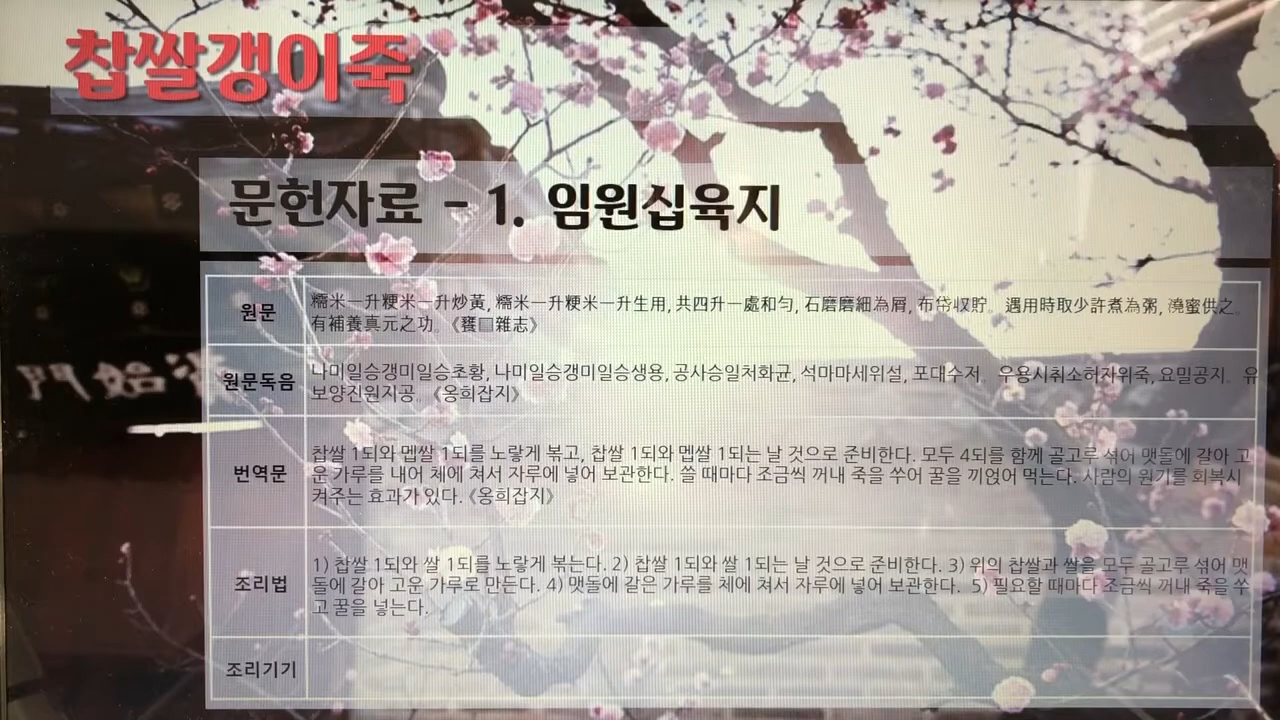 찹쌀갱이죽
문헌자료 - 1. 임원십육지
원문
糯米一升粳米一升炒黃, 糯米一升粳米一升生用, 共四升一處和勻, 石磨磨細為屑, 布帒収貯。遇用時取少許煮為粥, 澆蜜供之。
有補養真元之功。《饔▨雜志》
원문독음
나미일승갱미일승초황, 나미일승갱미일승생용, 공사승일처화균, 석마마세위설, 포대수저。우용시취소허자위죽, 요밀공지。유
보양진원지공。《옹희잡지》
번역문
찹쌀 1되와 멥쌀 1되를 노랗게 볶고, 찹쌀 1되와 멥쌀 1되는 날 것으로 준비한다. 모두 4되를 함께 골고루 섞어 맷돌에 갈아 고
운 가루를 내어 체에 쳐서 자루에 넣어 보관한다. 쓸 때마다 조금씩 꺼내 죽을 쑤어 꿀을 끼얹어 먹는다. 사람의 원기를 회복시
켜주는 효과가 있다.《옹희잡지》
조리법
1) 찹쌀 1되와 쌀 1되를 노랗게 볶는다. 2) 찹쌀 1되와 쌀 1되는 날 것으로 준비한다. 3) 위의 찹쌀과 쌀을 모두 골고루 섞어 맷
돌에 갈아 고운 가루로 만든다. 4) 맷돌에 갈은 가루를 체에 쳐서 자루에 넣어 보관한다. 5) 필요할 때마다 조금씩 꺼내 죽을 쑤
고 꿀을 넣는다.
조리기기